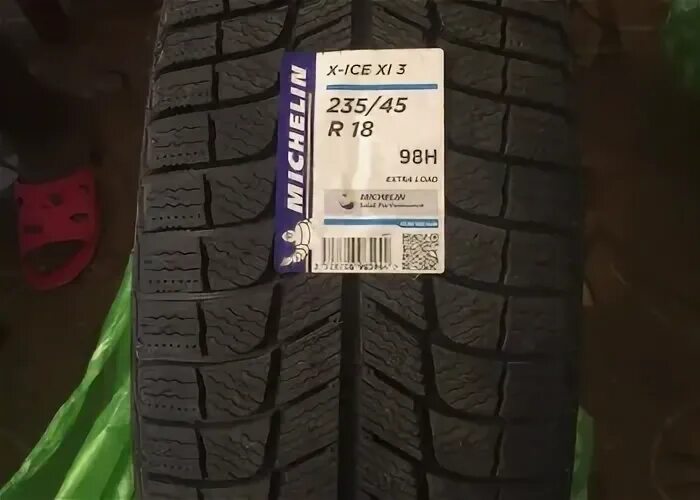 MICHELIN
X-ICE XI 3
235/45
R 18
98H
EXTRA LOAD
MICHELIN